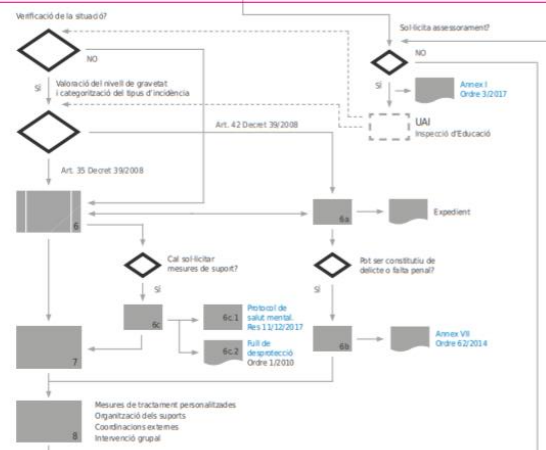 Verificació de la situació?
Sol·licita assessorament?
NO
NO
SÍ
Valoració del nivell de gravetat
i categorització del tipus d'incidència
SÍ
Annex I
Ordre 3/2017
UAI
Inspecció d'Educació
Art. 42 Decret 39/2008
Art. 35 Decret 39/2008
6
6a
Expedient
Cal sol·licitar
mesures de suport?
Pot ser constitutiu de
delicte o falta penal?
SÍ
SÍ
6c
6c.1
Protocol de
salut mental.
Res 11/12/2017
6c.2
Full de
desprotecció
Ordre 1/2010
6b
Annex VII
Ordre 62/2014
7
8
Mesures de tractament personalitzades
Organització dels suports
Coordinacions externes
Intervenció grupal